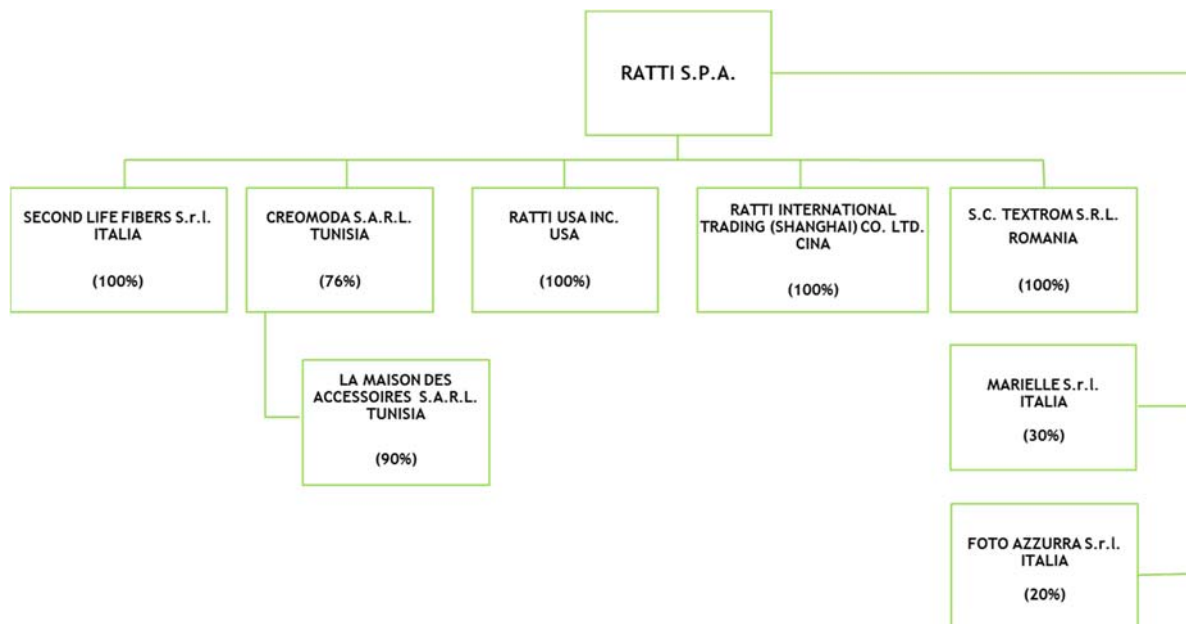 RATTI S.P.A.
SECOND LIFE FIBERS S.r.l.
ITALIA
(100%)
CREOMODA S.A.R.L.
TUNISIA
(76%)
RATTI USA INC.
USA
(100%)
RATTI INTERNATIONAL
TRADING (SHANGHAI) CO. LTD.
CINA
(100%)
S.C. TEXTROM S.R.L.
ROMANIA
(100%)
LA MAISON DES
ACCESSOIRES S.A.R.L.
TUNISIA
(90%)
MARIELLE S.r.l.
ITALIA
(30%)
FOTO AZZURRA S.r.l.
ITALIA
(20%)